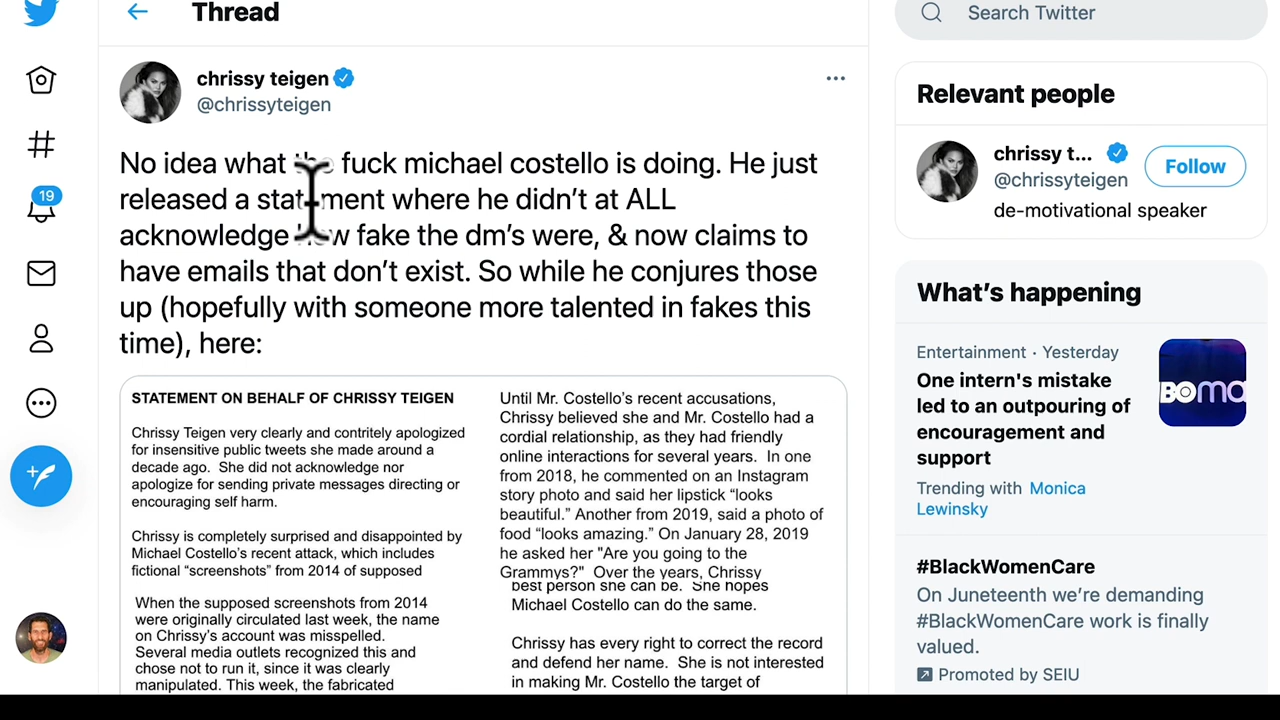 Thread
Search Twitter
chrissy teigen
@chrissyteigen
No idea what the fuck michael costello is doing. He just
released a statement where he didn't at ALL
acknowledge how fake the dm's were, & now claims to
have emails that don't exist. So while he conjures those
up (hopefully with someone more talented in fakes this
time), here:
STATEMENT ON BEHALF OF CHRISSY TEIGEN
Chrissy Teigen very clearly and contritely apologized
for insensitive public tweets she made around a
decade ago. She did not acknowledge nor
apologize for sending private messages directing or
encouraging self harm.
Chrissy is completely surprised and disappointed by
Michael Costello's recent attack, which includes
fictional “screenshots” from 2014 of supposed
When the supposed screenshots from 2014
were originally circulated last week, the name
on Chrissy's account was misspelled.
Several media outlets recognized this and
chose not to run it, since it was clearly
manipulated. This week, the fabricated
Until Mr. Costello's recent accusations,
Chrissy believed she and Mr. Costello had a
cordial relationship, as they had friendly
online interactions for several years. In one
from 2018, he commented on an Instagram
story photo and said her lipstick “looks
beautiful.” Another from 2019, said a photo of
food “looks amazing.” On January 28, 2019
he asked her "Are you going to the
Grammys?" Over the years, Chrissy
best person she can be. She hopes
Michael Costello can do the same.
Chrissy has every right to correct the record
and defend her name. She is not interested
in making Mr. Costello the target of
19
Relevant people
chrissy t...
@chrissyteigen
Follow
de-motivational speaker
What's happening
Entertainment · Yesterday
One intern's mistake
led to an outpouring of
encouragement and
support
Trending with Monica
Lewinsky
#BlackWomenCare
On Juneteenth we're demanding
#BlackWomenCare work is finally
valued.
Promoted by SEIU